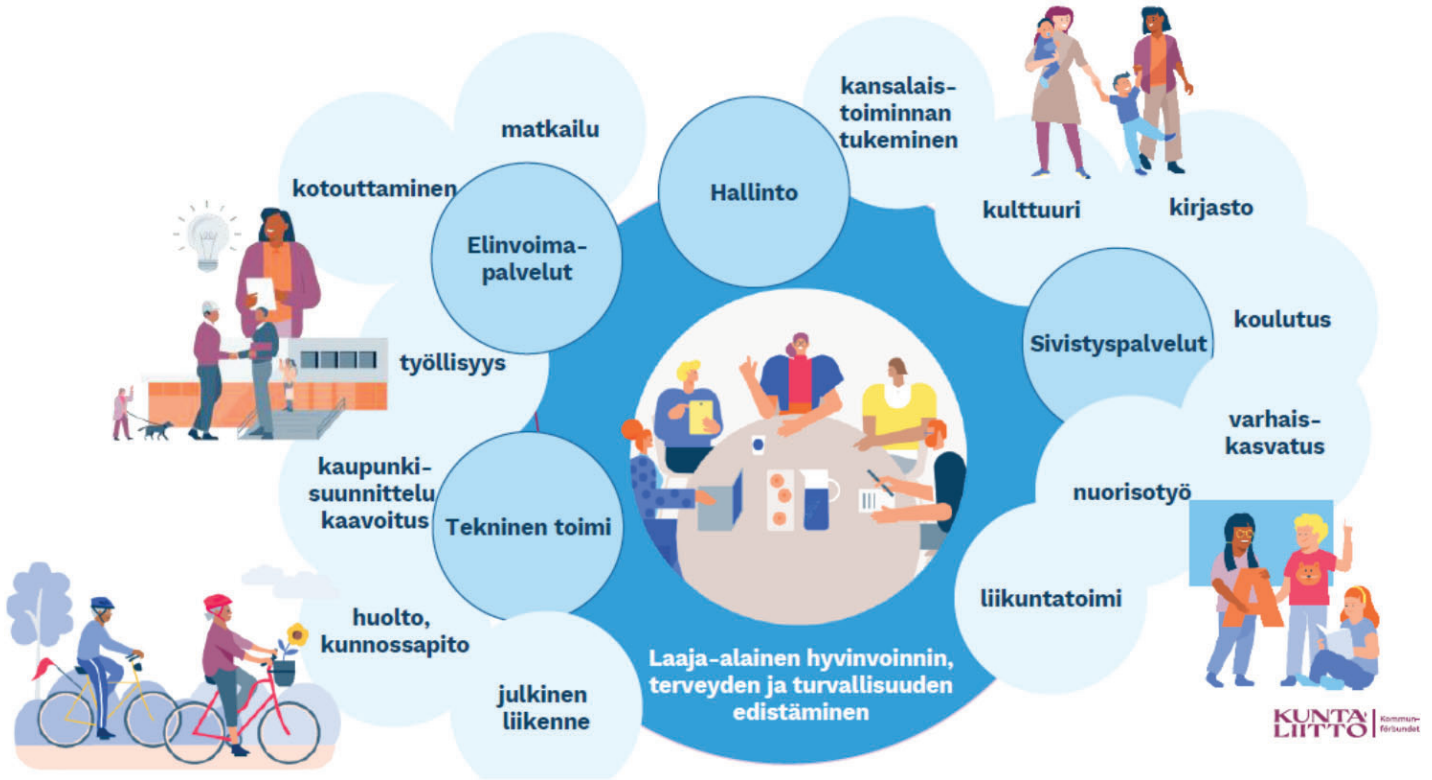 matkailu
kotouttaminen
Elinvoima-
palvelut
työllisyys
Hallinto
kansalais-
toiminnan
tukeminen
kulttuuri
kirjasto
Sivistyspalvelut
koulutus
varhais-
kasvatus
nuorisotyö
liikuntatoimi
kaupunki-
suunnittelu
kaavoitus
Tekninen toimi
huolto,
kunnossapito
julkinen
liikenne
Laaja-alainen hyvinvoinnin,
terveyden ja turvallisuuden
edistäminen
A
KUNTA-
LIITTO
Kommun-
förbundet